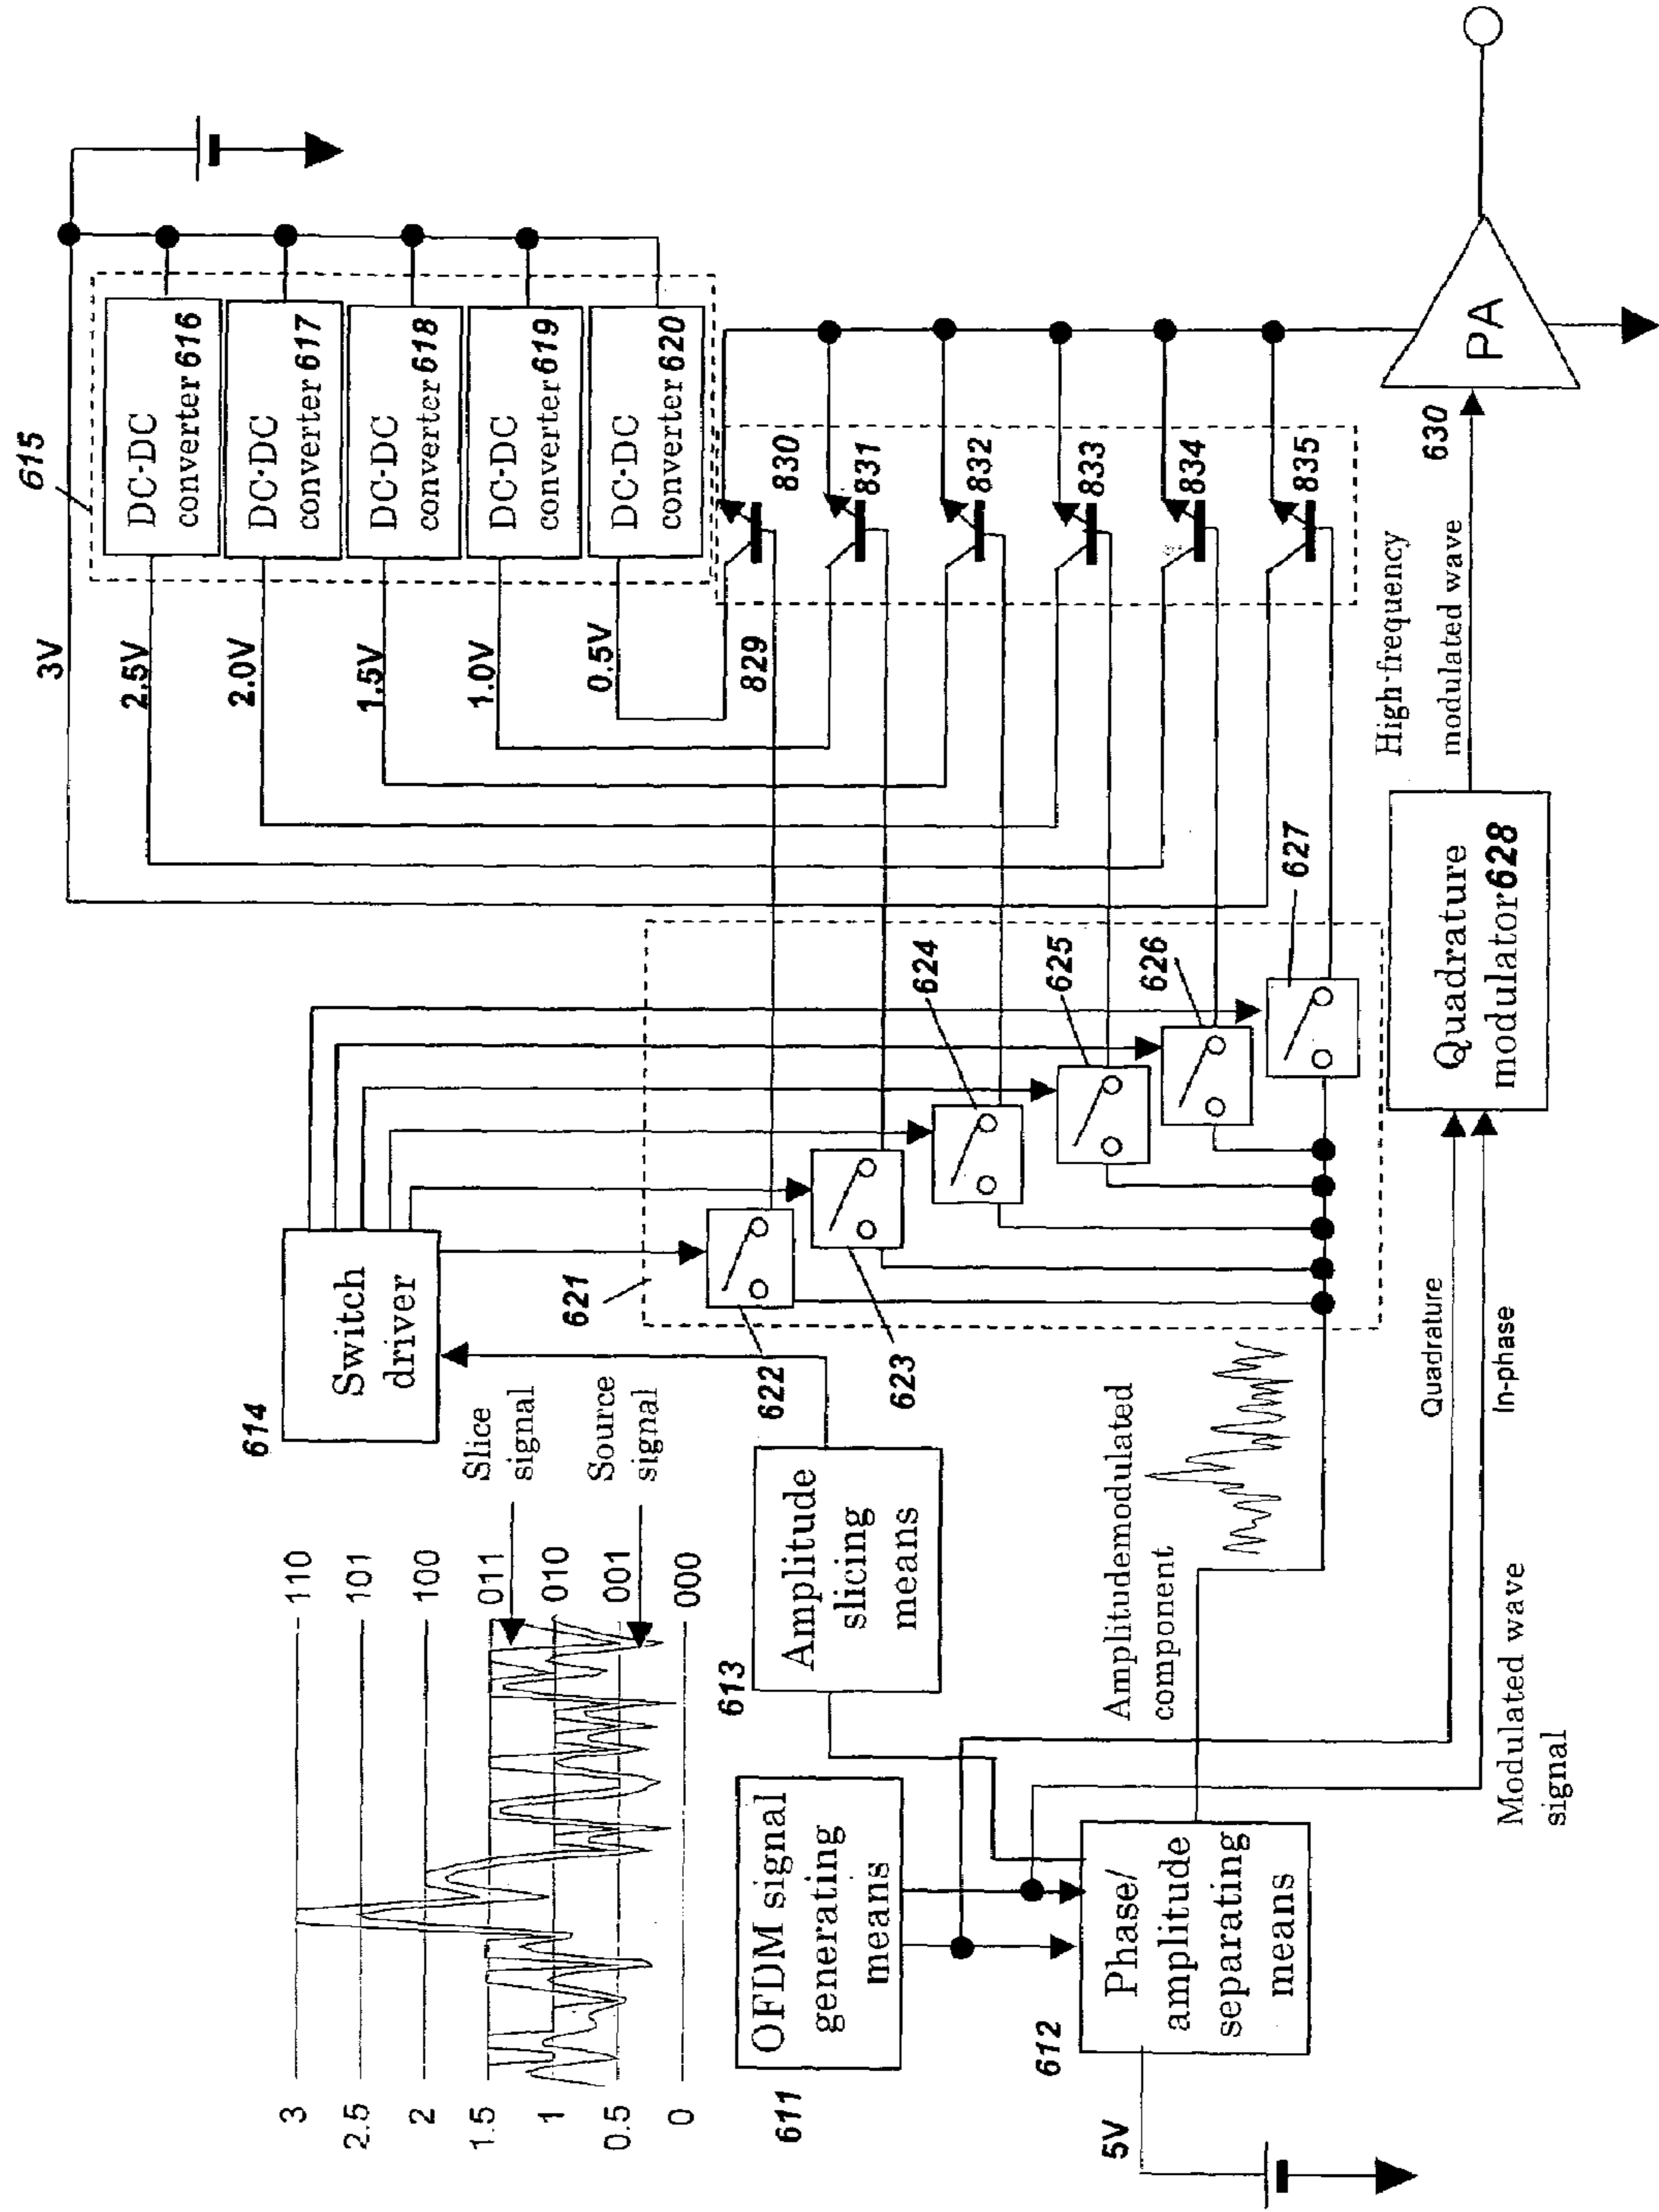 3
2.5
2
1.5
1
0.5
0
110
101
100
011
010
001
000
Slice
signal
Source
signal
614
Switch
driver
615
3V
2.5V
2.0V
1.5V
1.0V
0.5V
DC-DC
converter 616
DC-DC
converter 617
DC-DC
converter 618
DC-DC
converter 619
DC-DC
converter 620
611
OFDM signal
generating
means
613
Amplitude
slicing
means
621
622
623
624
625
626
627
829
830
831
832
833
834
835
5V
612
Phase/
amplitude
separating
means
Amplitudemodulated
component
Quadrature
In-phase
Modulated wave
signal
Quadrature
modulator 628
High-frequency
modulated wave
630
PA